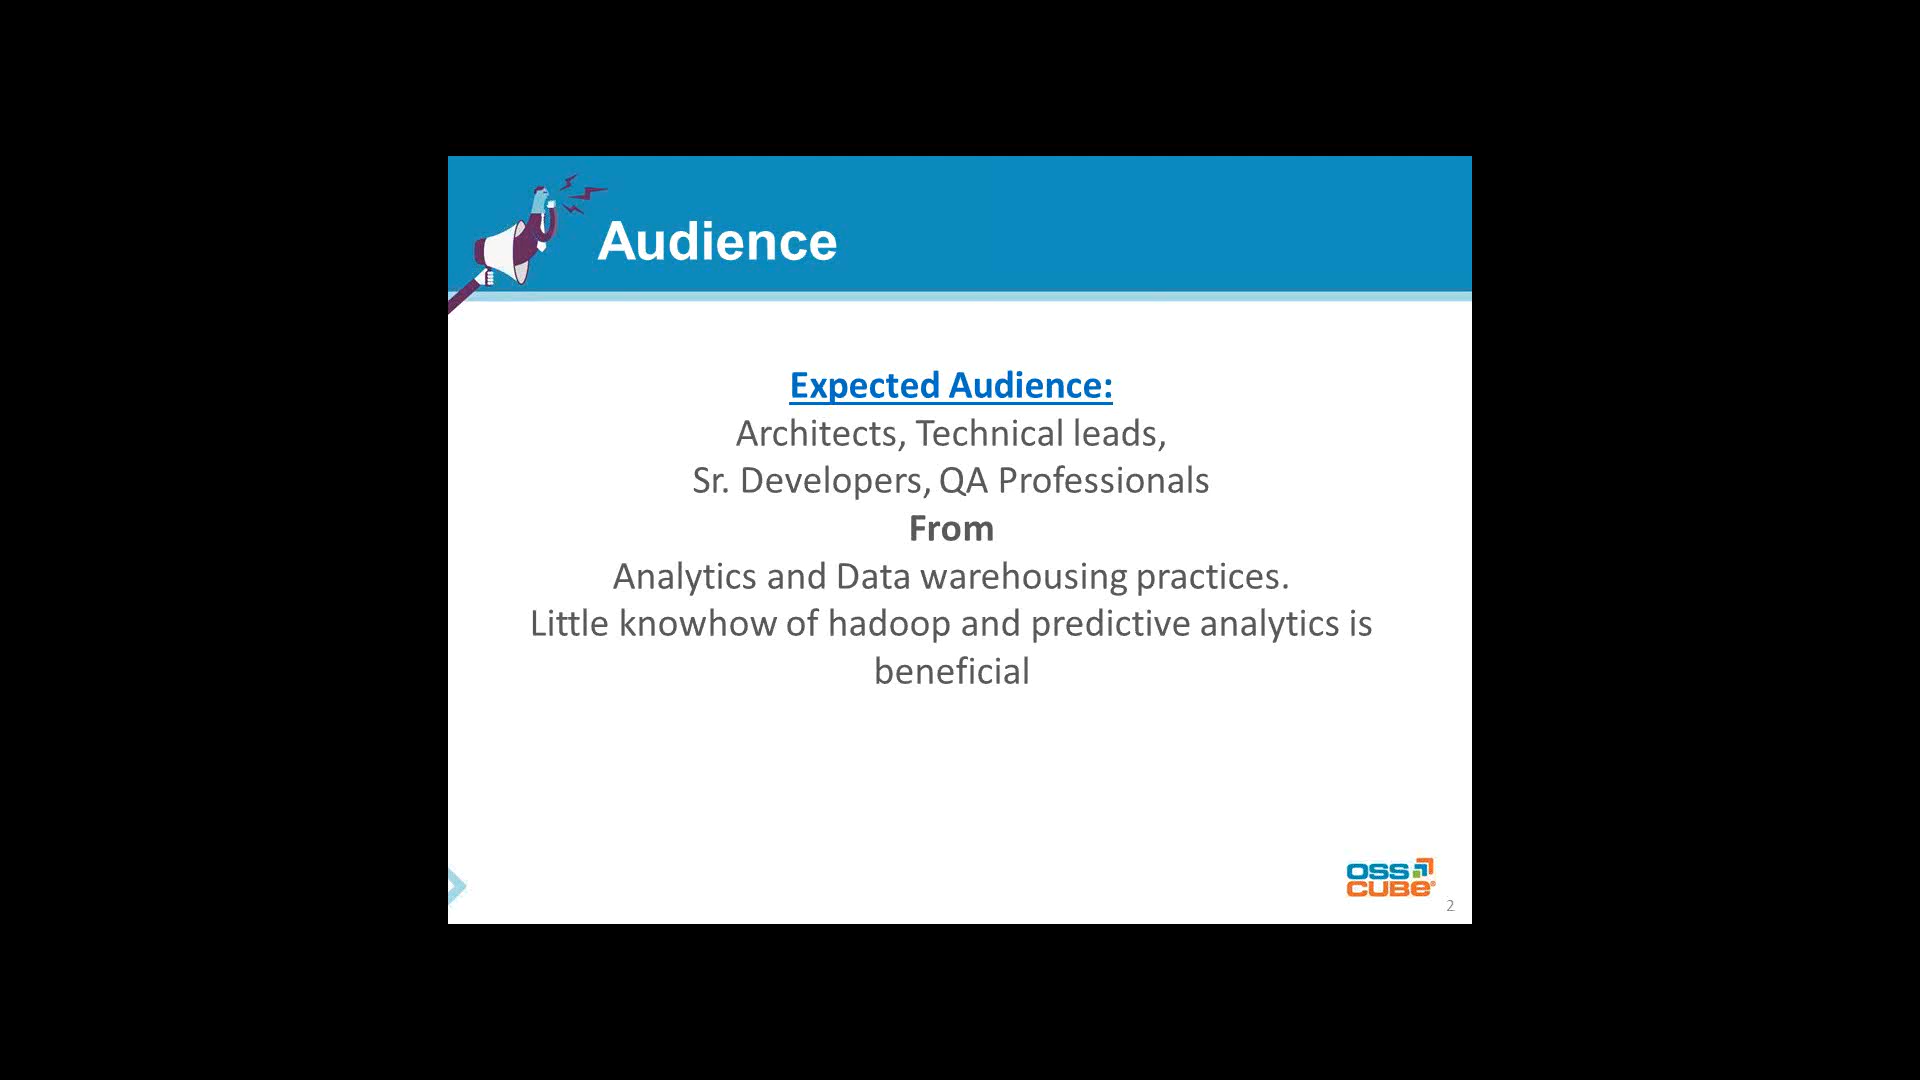 Audience
Expected Audience:
Architects, Technical leads,
Sr. Developers, QA Professionals
From
Analytics and Data warehousing practices.
Little knowhow of hadoop and predictive analytics is
beneficial
OSS
CUBE®
2